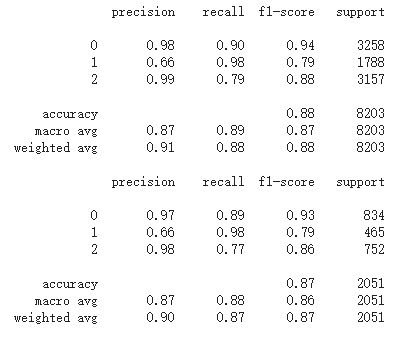 precision recall f1-score support
0 0.98 0.90 0.94 3258
1 0.66 0.98 0.79 1788
2 0.99 0.79 0.88 3157
accuracy 0.88 8203
macro avg 0.87 0.89 0.87 8203
weighted avg 0.91 0.88 0.88 8203
precision recall f1-score support
0 0.97 0.89 0.93 834
1 0.66 0.98 0.79 465
2 0.98 0.77 0.86 752
accuracy 0.87 2051
macro avg 0.87 0.88 0.86 2051
weighted avg 0.90 0.87 0.87 2051